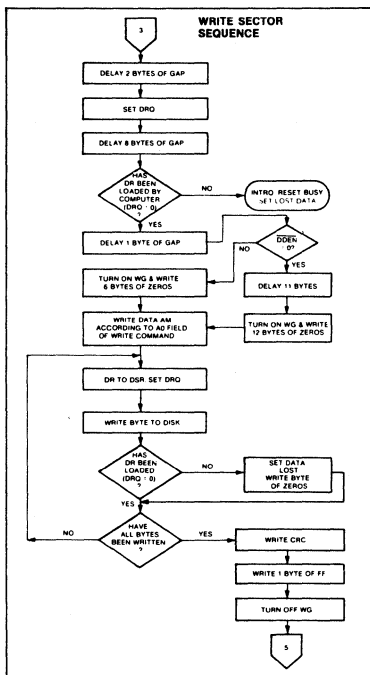 WRITE SECTOR
SEQUENCE
3
DELAY 2 BYTES OF GAP
SET DRQ
DELAY 8 BYTES OF GAP
HAS
DR BEEN
LOADED BY
COMPUTER
(DRQ = 0)
?
NO
INTRQ RESET BUSY
SET LOST DATA
YES
DELAY 1 BYTE OF GAP
DDEN
= 0?
NO
YES
TURN ON WG & WRITE
6 BYTES OF ZEROS
DELAY 11 BYTES
WRITE DATA AM
ACCORDING TO A0 FIELD
OF WRITE COMMAND
TURN ON WG & WRITE
12 BYTES OF ZEROS
DR TO DSR, SET DRQ
WRITE BYTE TO DISK
HAS
DR BEEN
LOADED
(DRQ = 0)
?
NO
SET DATA
LOST
WRITE BYTE
OF ZEROS
YES
HAVE
ALL BYTES
BEEN WRITTEN
?
NO
YES
WRITE CRC
WRITE 1 BYTE OF FF
TURN OFF WG
5